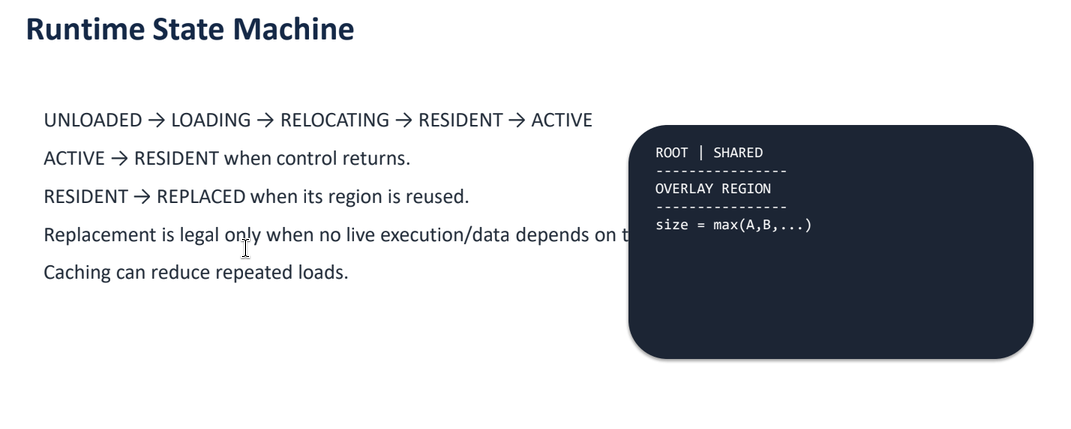 Runtime State Machine
UNLOADED → LOADING → RELOCATING → RESIDENT → ACTIVE
ACTIVE → RESIDENT when control returns.
RESIDENT → REPLACED when its region is reused.
Replacement is legal only when no live execution/data depends on
Caching can reduce repeated loads.
ROOT | SHARED
----------------
OVERLAY REGION
----------------
size = max(A,B,...)